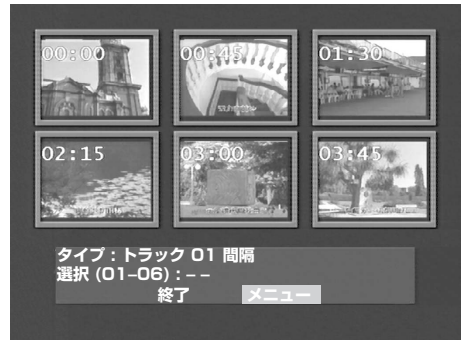 00:00 00:45 01:30
02:15 03:00 03:45
タイプ : トラック 01 間隔
選択 (01–06) : – –
終了 メニュー